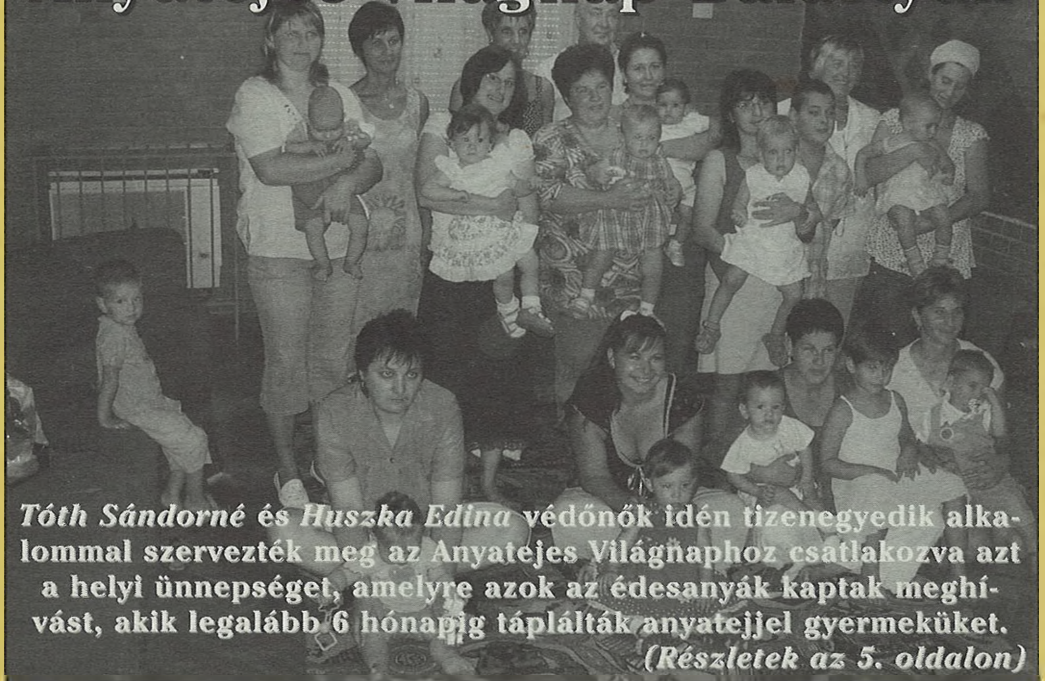 Világnap
Tóth Sándorné és Huszka Edina védőnők idén tizenegyedik alka-
lommal szervezték meg az Anyatejes Világnaphoz csatlakozva azt
a helyi ünnepséget, amelyre azok az édesanyák kaptak meghí-
vást, akik legalább 6 hónapig táplálták anyatejjel gyermeküket.
(Részletek az 5. oldalon)